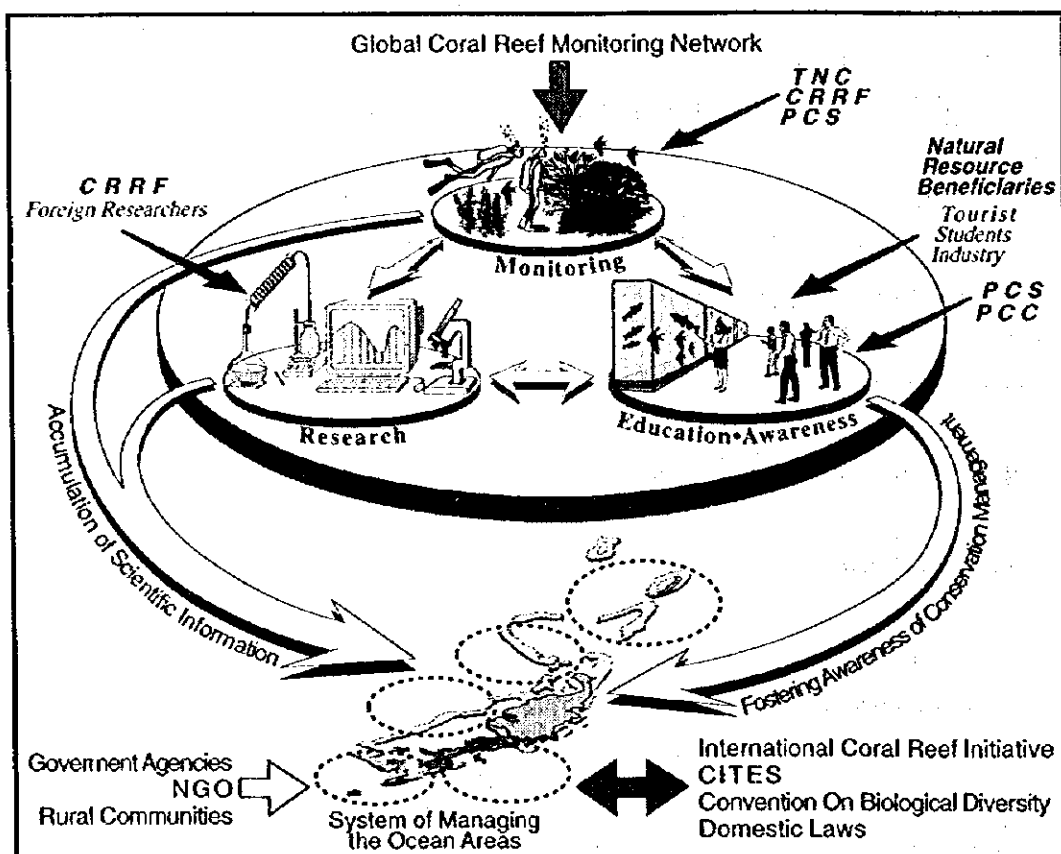 Global Coral Reef Monitoring Network
TNC
CRRF
PCS
Natural
Resource
Beneficiaries
Tourist
Students
Industry
CRRF
Foreign Researchers
Monitoring
PCS
PCC
Research
Education•Awareness
Accumulation of Scientific Information
Fostering Awareness of Conservation Management
Government Agencies
NGO
Rural Communities
System of Managing
the Ocean Areas
International Coral Reef Initiative
CITES
Convention On Biological Diversity
Domestic Laws